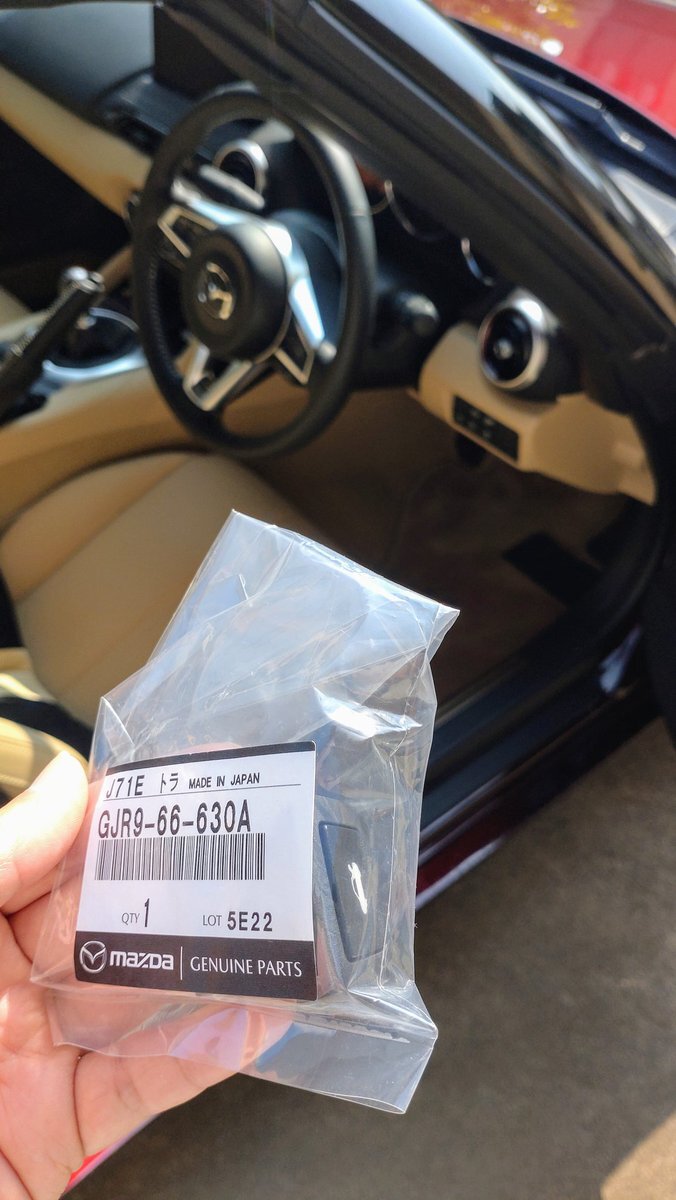 J71E トラ MADE IN JAPAN
GJR9-66-630A
QTY 1 LOT 5E22
mazda GENUINE PARTS